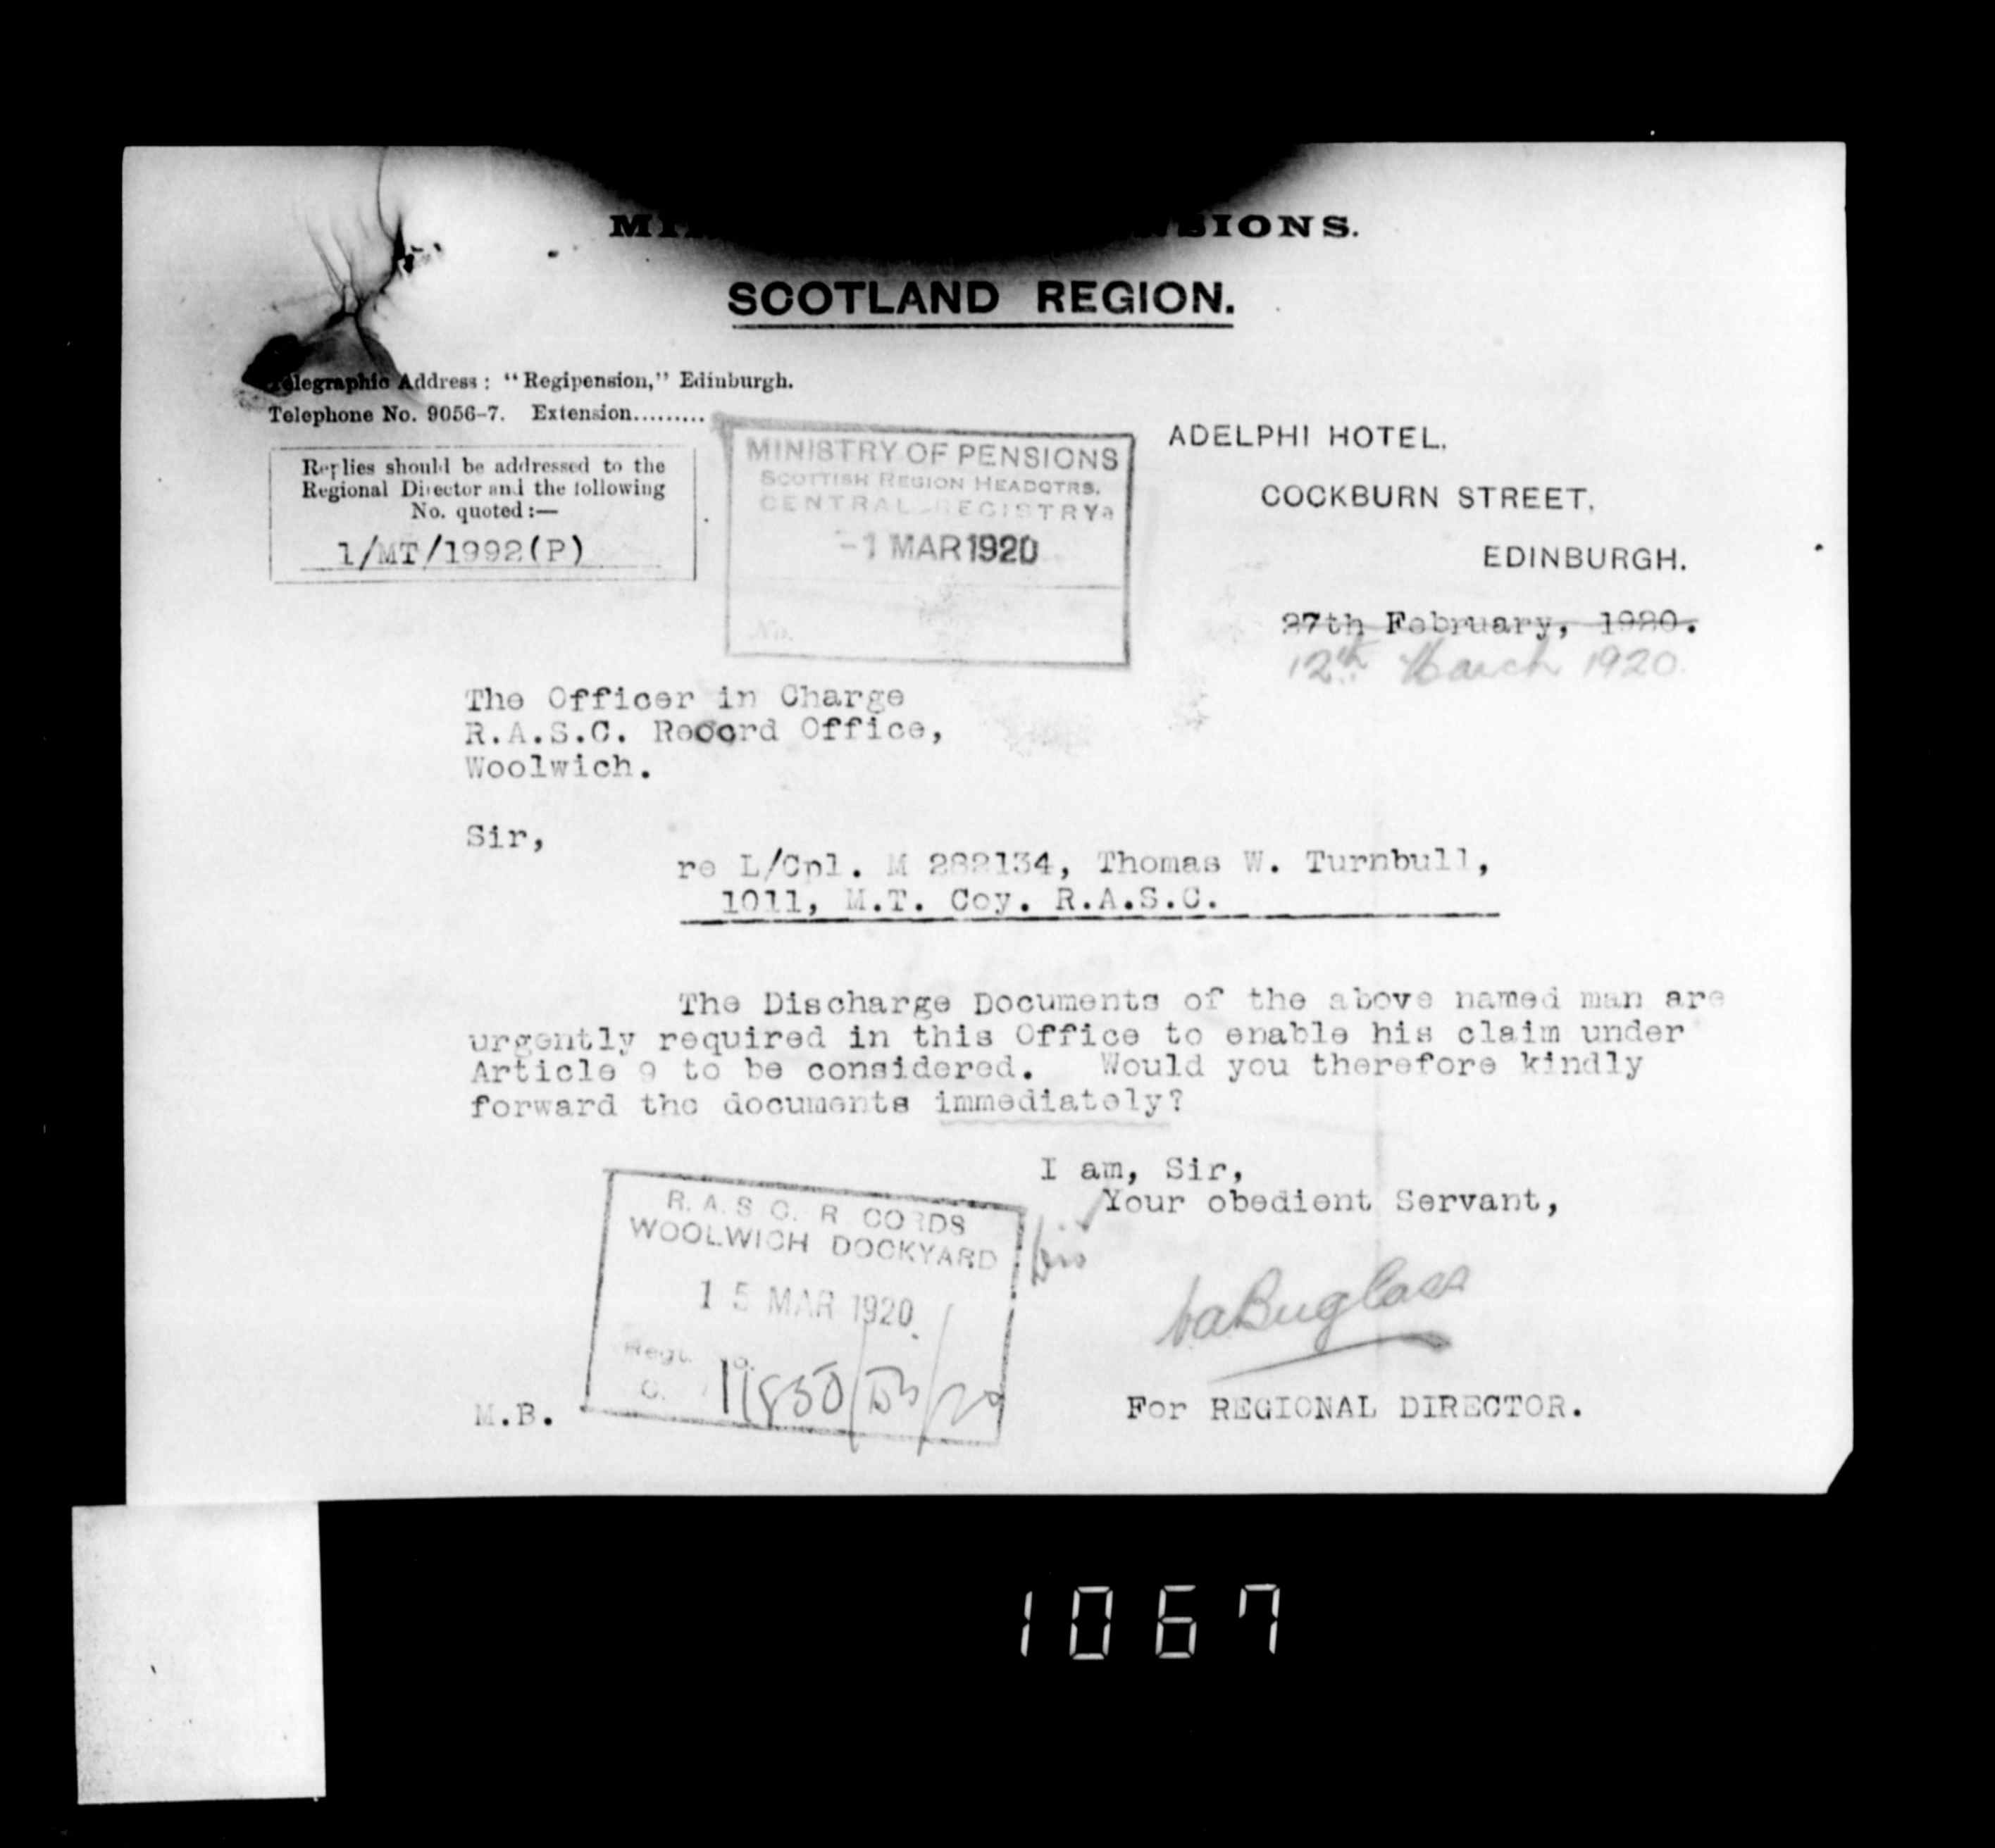 SIONS.
SCOTLAND REGION.
Telegraphic Address : "Regipension," Edinburgh.
Telephone No. 9056-7. Extension.........
Replies should be addressed to the
Regional Director and the following
No. quoted :—
1/MT/1992(P)
MINISTRY OF PENSIONS
SCOTTISH REGION HEADQTRS.
CENTRAL REGISTRY
-1 MAR 1920
No.
ADELPHI HOTEL,
COCKBURN STREET,
EDINBURGH.
27th February, 1920.
12th March 1920.
The Officer in Charge
R.A.S.C. Record Office,
Woolwich.
Sir,
re L/Cpl. M 282134, Thomas W. Turnbull,
1011, M.T. Coy. R.A.S.C.
The Discharge Documents of the above named man are
urgently required in this Office to enable his claim under
Article 9 to be considered. Would you therefore kindly
forward the documents immediately?
I am, Sir,
Your obedient Servant,
R.A.S.C. R CORDS
WOOLWICH DOCKYARD
15 MAR 1920
For REGIONAL DIRECTOR.
M.B.
1067